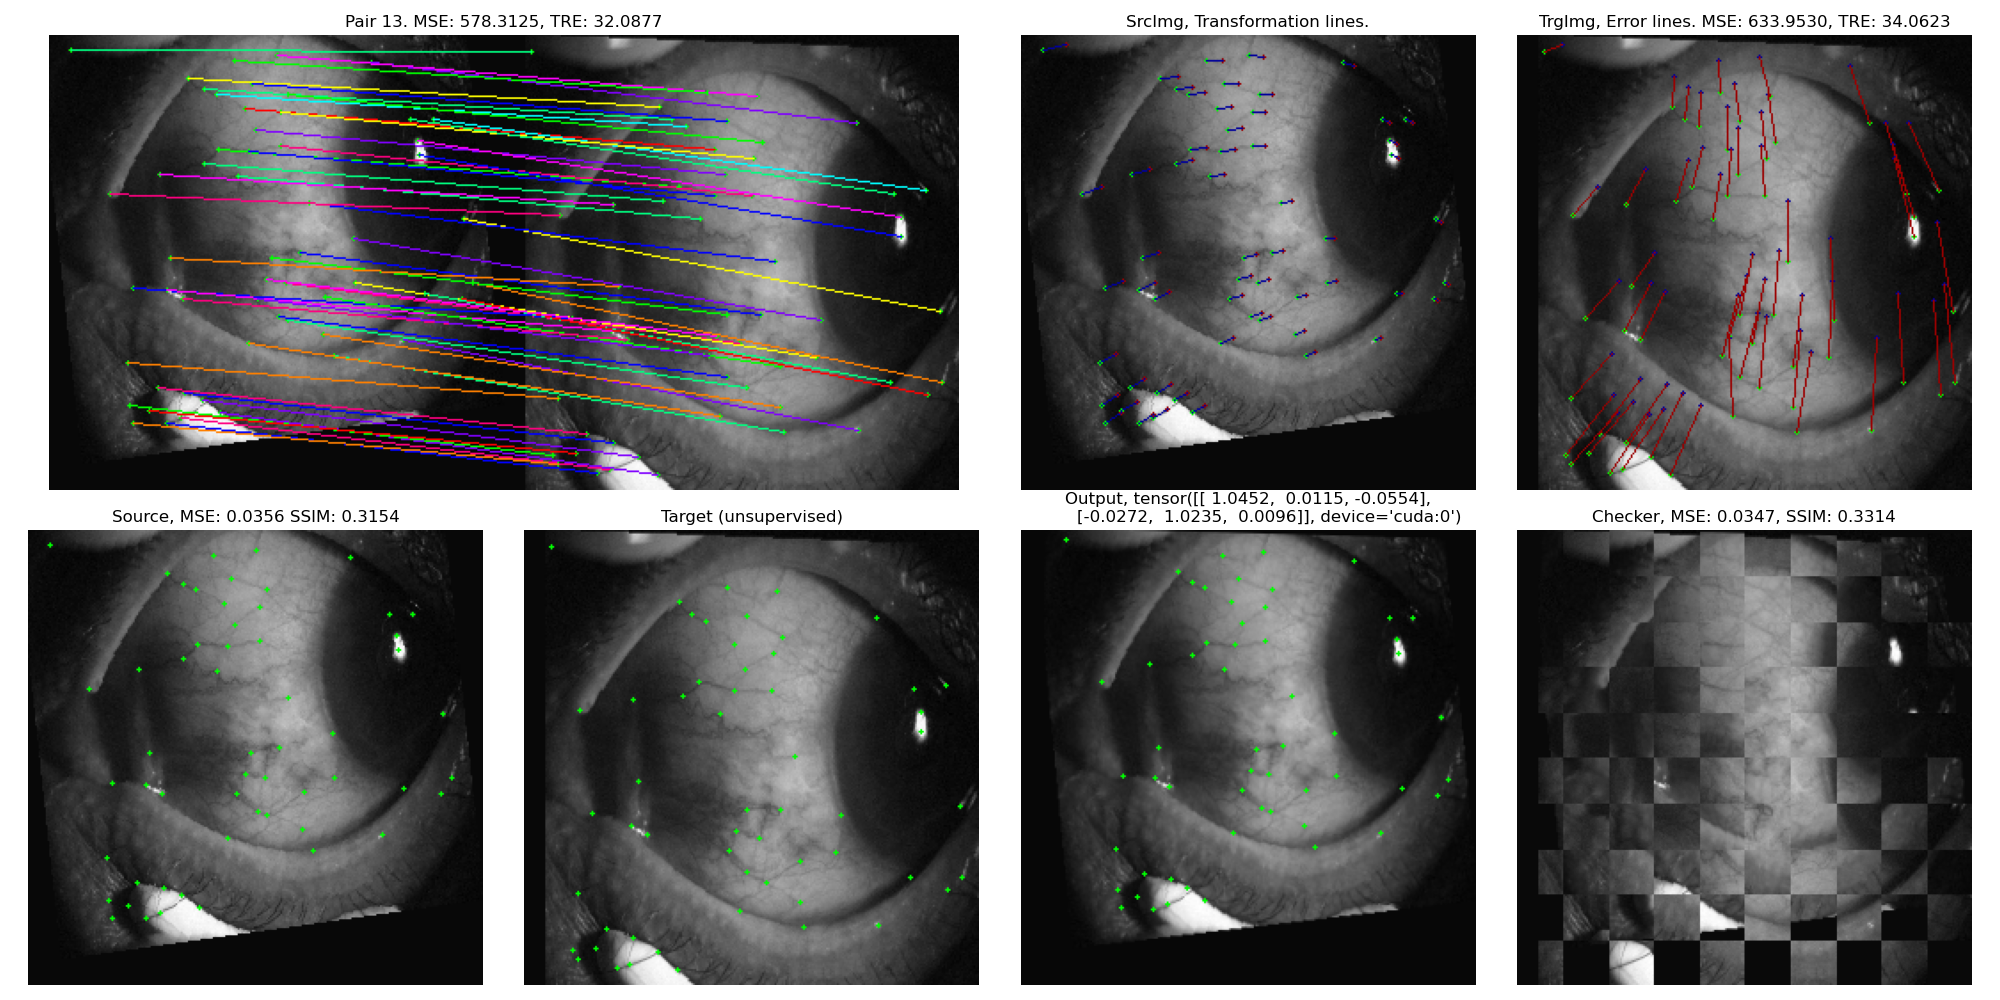 Pair 13. MSE: 578.3125, TRE: 32.0877
SrcImg, Transformation lines.
TrgImg, Error lines. MSE: 633.9530, TRE: 34.0623
Source, MSE: 0.0356 SSIM: 0.3154
Target (unsupervised)
Output, tensor([[ 1.0452,  0.0115, -0.0554],
[-0.0272,  1.0235,  0.0096]], device='cuda:0')
Checker, MSE: 0.0347, SSIM: 0.3314